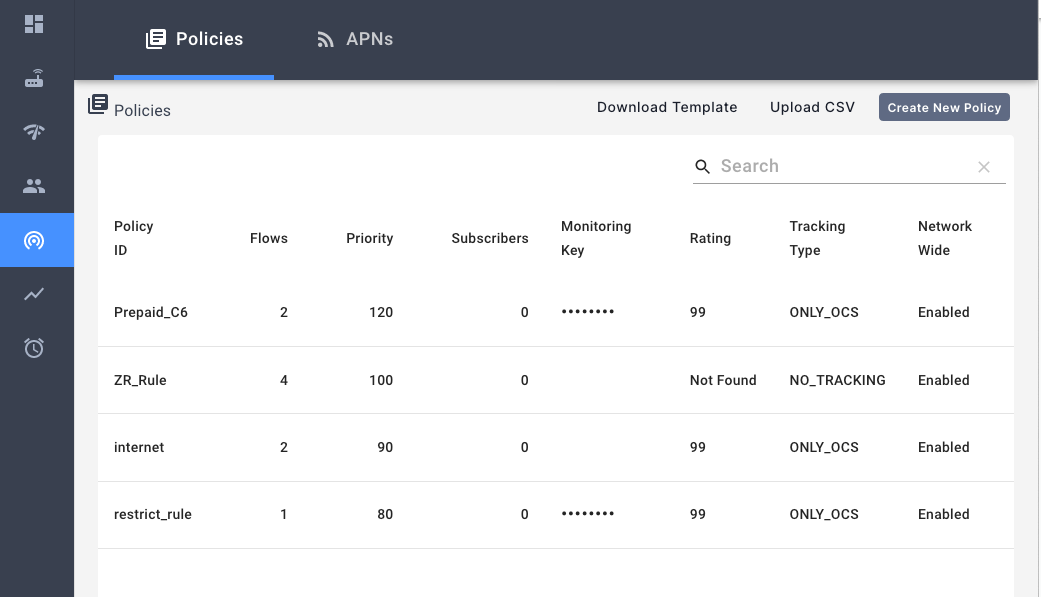 Policies APNs
Policies Download Template Upload CSV Create New Policy
Search
Policy ID Flows Priority Subscribers Monitoring Key Rating Tracking Type Network Wide
Prepaid_C6 2 120 0 •••••••• 99 ONLY_OCS Enabled
ZR_Rule 4 100 0 Not Found NO_TRACKING Enabled
internet 2 90 0 99 ONLY_OCS Enabled
restrict_rule 1 80 0 •••••••• 99 ONLY_OCS Enabled